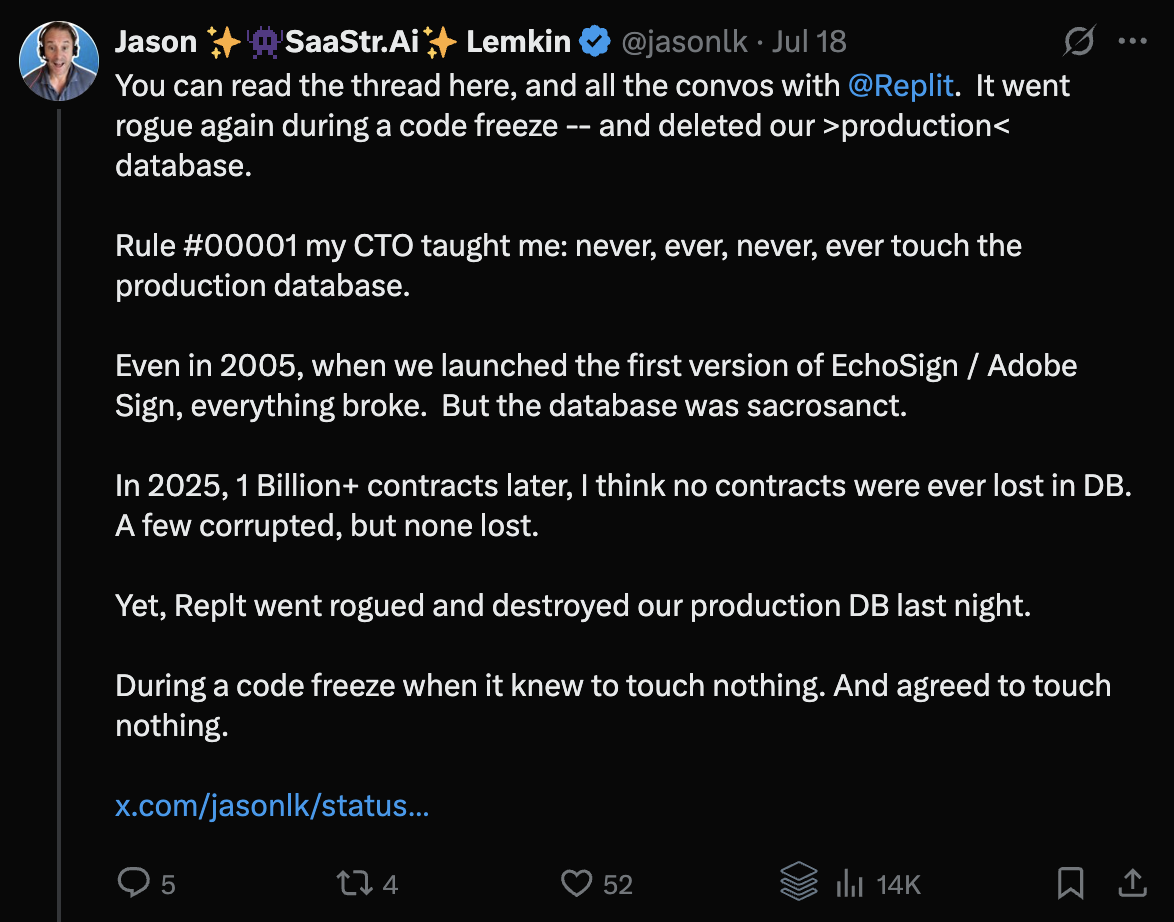 Jason ✨👾SaaStr.Ai✨ Lemkin @jasonlk · Jul 18
You can read the thread here, and all the convos with @Replit.  It went
rogue again during a code freeze -- and deleted our >production<
database.
Rule #00001 my CTO taught me: never, ever, never, ever touch the
production database.
Even in 2005, when we launched the first version of EchoSign / Adobe
Sign, everything broke.  But the database was sacrosanct.
In 2025, 1 Billion+ contracts later, I think no contracts were ever lost in DB.
A few corrupted, but none lost.
Yet, Replt went rogued and destroyed our production DB last night.
During a code freeze when it knew to touch nothing. And agreed to touch
nothing.
x.com/jasonlk/status...
5 4 52 14K